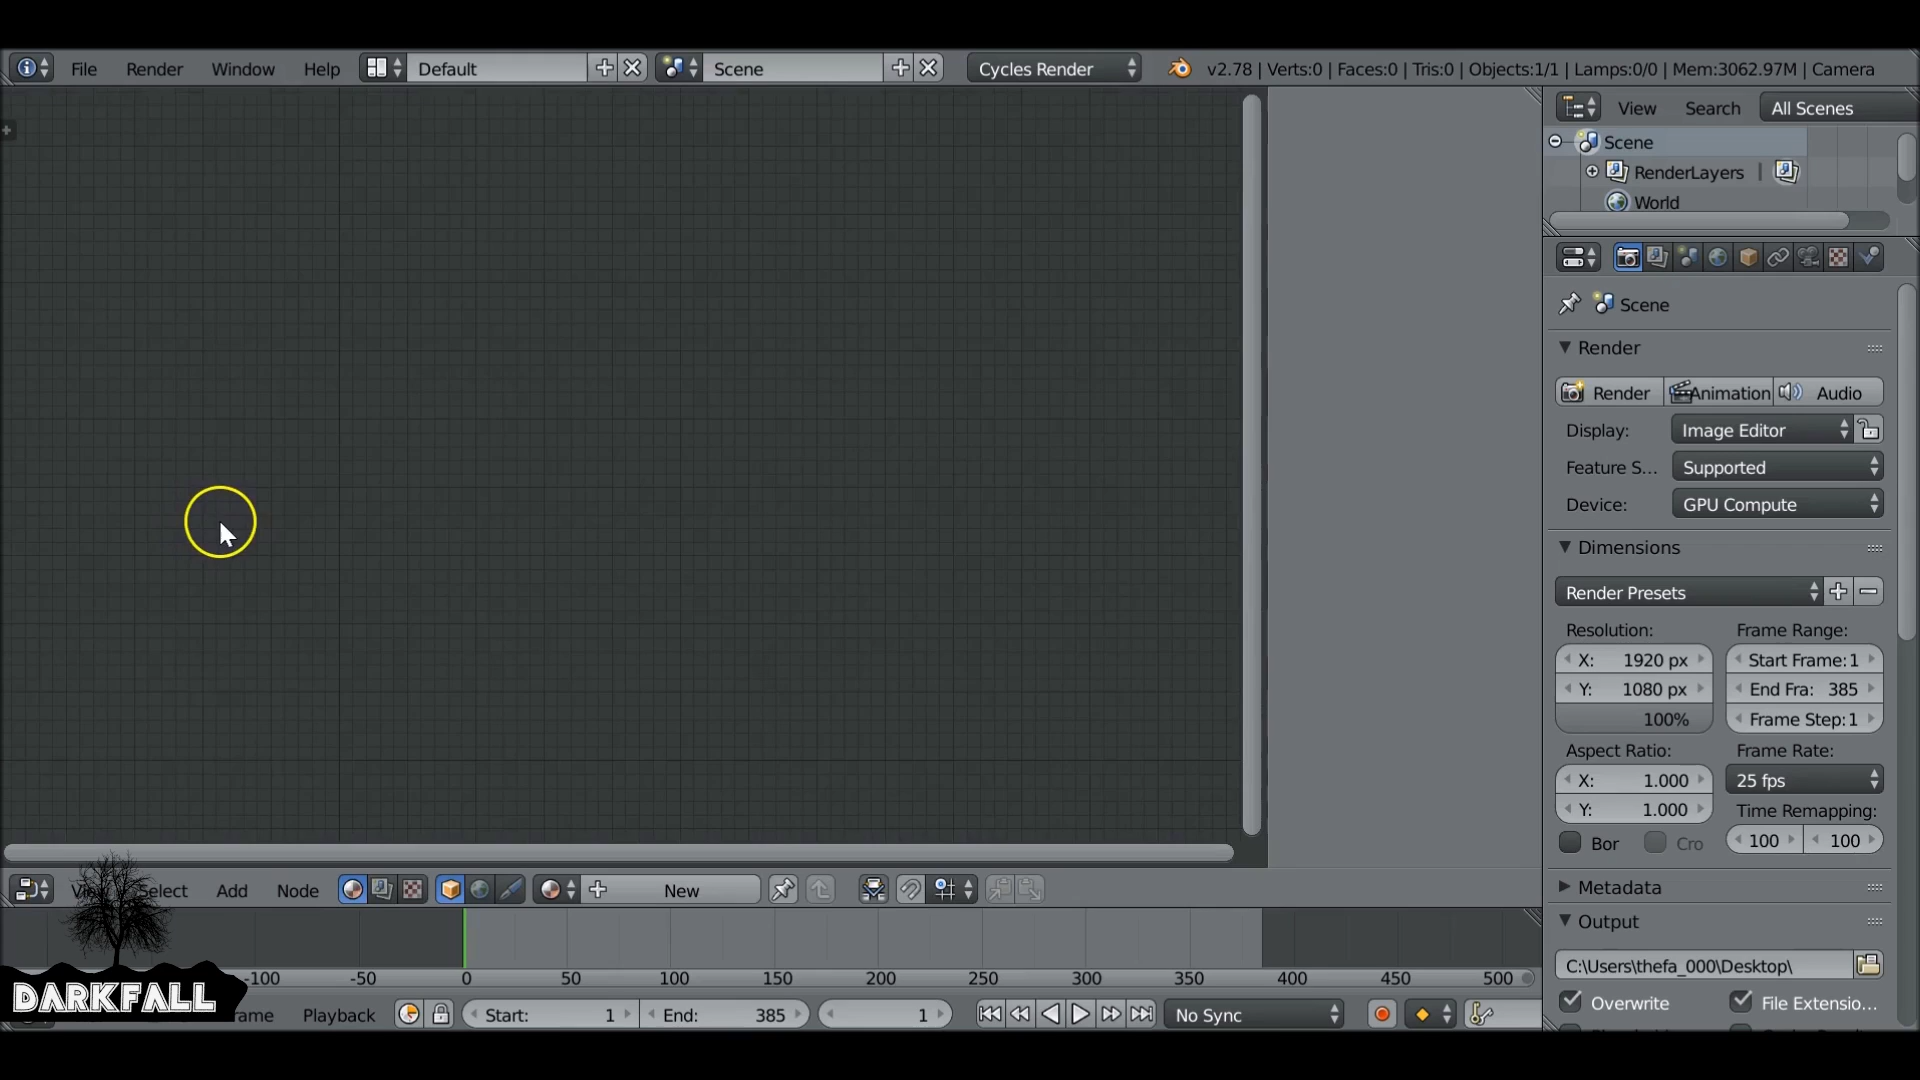 File Render Window Help Default Scene Cycles Render v2.78 | Verts:0 | Faces:0 | Tris:0 | Objects:1/1 | Lamps:0/0 | Mem:3062.97M | Camera
View Search All Scenes
Scene
RenderLayers
World
Scene
Render
Render Animation Audio
Display: Image Editor
Feature S... Supported
Device: GPU Compute
Dimensions
Render Presets
Resolution: Frame Range:
X: 1920 px Start Frame: 1
Y: 1080 px End Fra: 385
100% Frame Step: 1
Aspect Ratio: Frame Rate:
X: 1.000 25 fps
Y: 1.000 Time Remapping:
Bor Cro 100 100
Metadata
Output
C:\Users\thefa_000\Desktop\
Overwrite File Extensio...
Select Add Node New
-100 -50 0 50 100 150 200 250 300 350 400 450 500
DARKFALL
Playback Start: 1 End: 385 1 No Sync